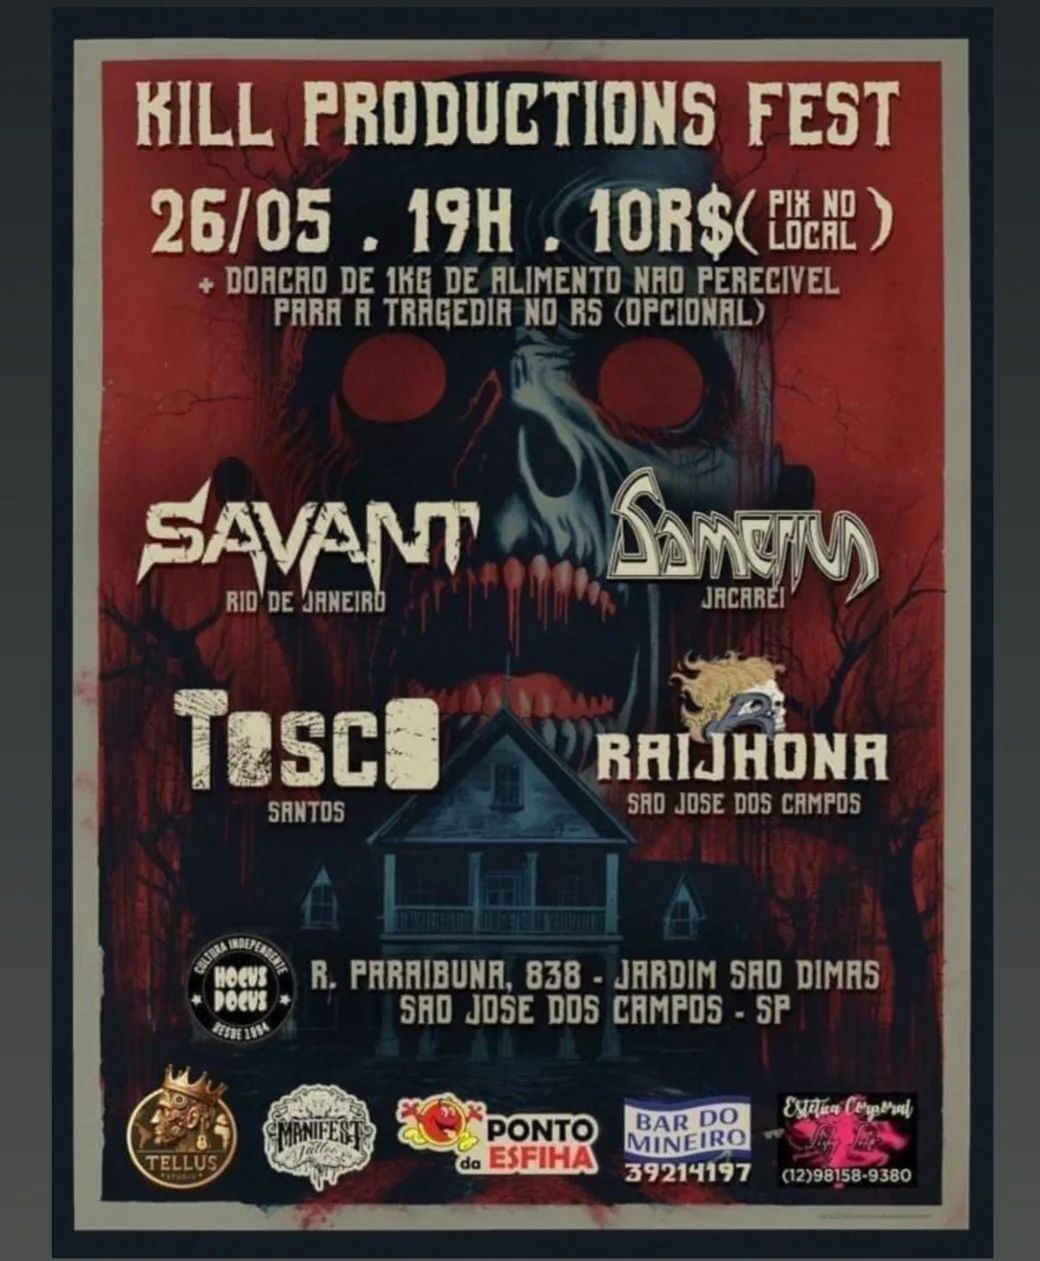 KILL PRODUCTIONS FEST
26/05 . 19H . 10R$( PIX NO LOCAL )
+ DOACAO DE 1KG DE ALIMENTO NAO PERECIVEL
PARA A TRAGEDIA NO RS (OPCIONAL)
SAVANT
RIO DE JANEIRO
JACAREI
TOSCO
SANTOS
RAIJHONA
SAO JOSE DOS CAMPOS
CULTURA INDEPENDENTE
HOCUS
POCUS
DESDE 1994
R. PARAIBUNA, 838 - JARDIM SAO DIMAS
SAO JOSE DOS CAMPOS - SP
TELLUS
STUDIO
MANIFEST
Tattoo
PONTO
da ESFIHA
BAR DO
MINEIRO
39214197
Estética Corporal
(12)98158-9380